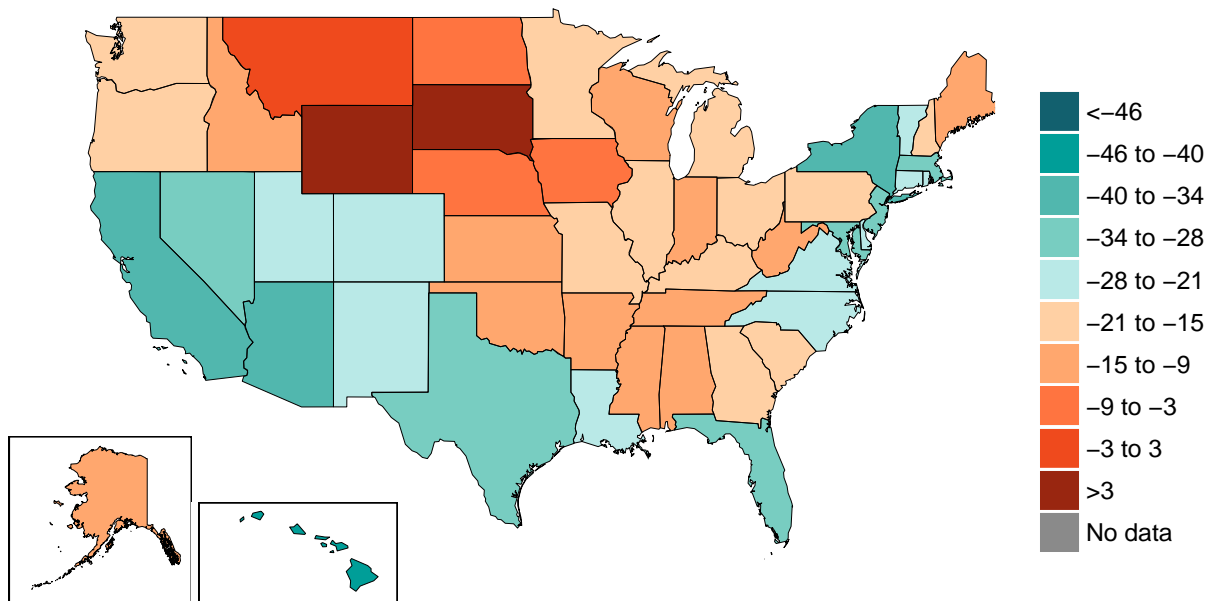 <−46
−46 to −40
−40 to −34
−34 to −28
−28 to −21
−21 to −15
−15 to −9
−9 to −3
−3 to 3
>3
No data